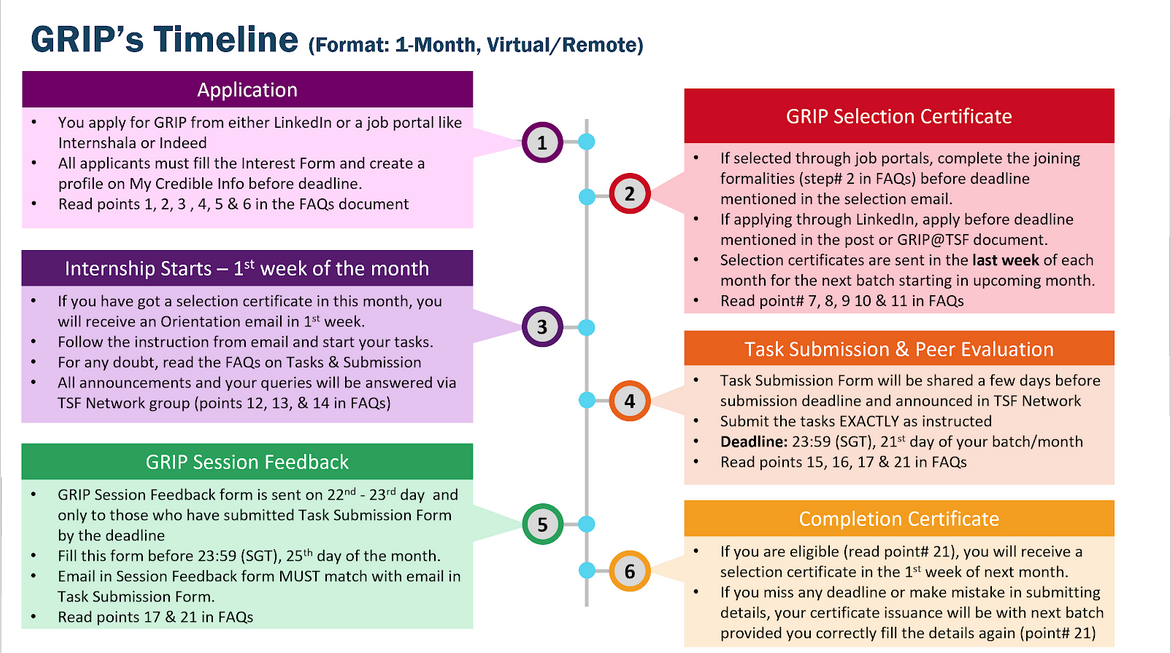 GRIP's Timeline (Format: 1-Month, Virtual/Remote)
Application
• You apply for GRIP from either LinkedIn or a job portal like
Internshala or Indeed
• All applicants must fill the Interest Form and create a
profile on My Credible Info before deadline.
• Read points 1, 2, 3 , 4, 5 & 6 in the FAQs document
1
GRIP Selection Certificate
• If selected through job portals, complete the joining
formalities (step# 2 in FAQs) before deadline
mentioned in the selection email.
• If applying through LinkedIn, apply before deadline
mentioned in the post or GRIP@TSF document.
• Selection certificates are sent in the last week of each
month for the next batch starting in upcoming month.
• Read point# 7, 8, 9 10 & 11 in FAQs
2
Internship Starts – 1st week of the month
• If you have got a selection certificate in this month, you
will receive an Orientation email in 1st week.
• Follow the instruction from email and start your tasks.
• For any doubt, read the FAQs on Tasks & Submission
• All announcements and your queries will be answered via
TSF Network group (points 12, 13, & 14 in FAQs)
3
Task Submission & Peer Evaluation
• Task Submission Form will be shared a few days before
submission deadline and announced in TSF Network
• Submit the tasks EXACTLY as instructed
• Deadline: 23:59 (SGT), 21st day of your batch/month
• Read points 15, 16, 17 & 21 in FAQs
4
GRIP Session Feedback
• GRIP Session Feedback form is sent on 22nd - 23rd day and
only to those who have submitted Task Submission Form
by the deadline
• Fill this form before 23:59 (SGT), 25th day of the month.
• Email in Session Feedback form MUST match with email in
Task Submission Form.
• Read points 17 & 21 in FAQs
5
Completion Certificate
• If you are eligible (read point# 21), you will receive a
selection certificate in the 1st week of next month.
• If you miss any deadline or make mistake in submitting
details, your certificate issuance will be with next batch
provided you correctly fill the details again (point# 21)
6